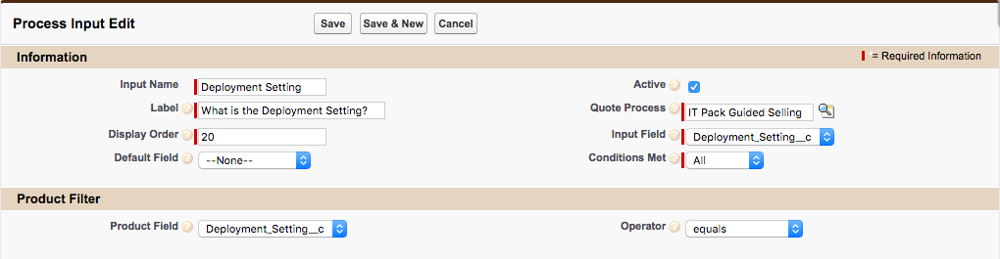 Process Input Edit Save Save & New Cancel
Information = Required Information
Input Name Deployment Setting Active
Label What is the Deployment Setting? Quote Process IT Pack Guided Selling
Display Order 20 Input Field Deployment_Setting__c
Default Field --None-- Conditions Met All
Product Filter
Product Field Deployment_Setting__c Operator equals